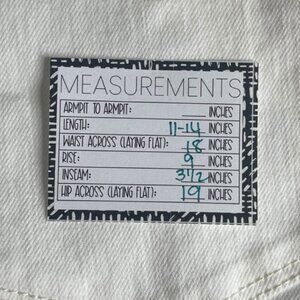 MEASUREMENTS
ARMPIT TO ARMPIT: ____ INCHES
LENGTH: 11-14 INCHES
WAIST ACROSS (LAYING FLAT): 18 INCHES
RISE: 9 INCHES
INSEAM: 3 1/2 INCHES
HIP ACROSS (LAYING FLAT): 19 INCHES